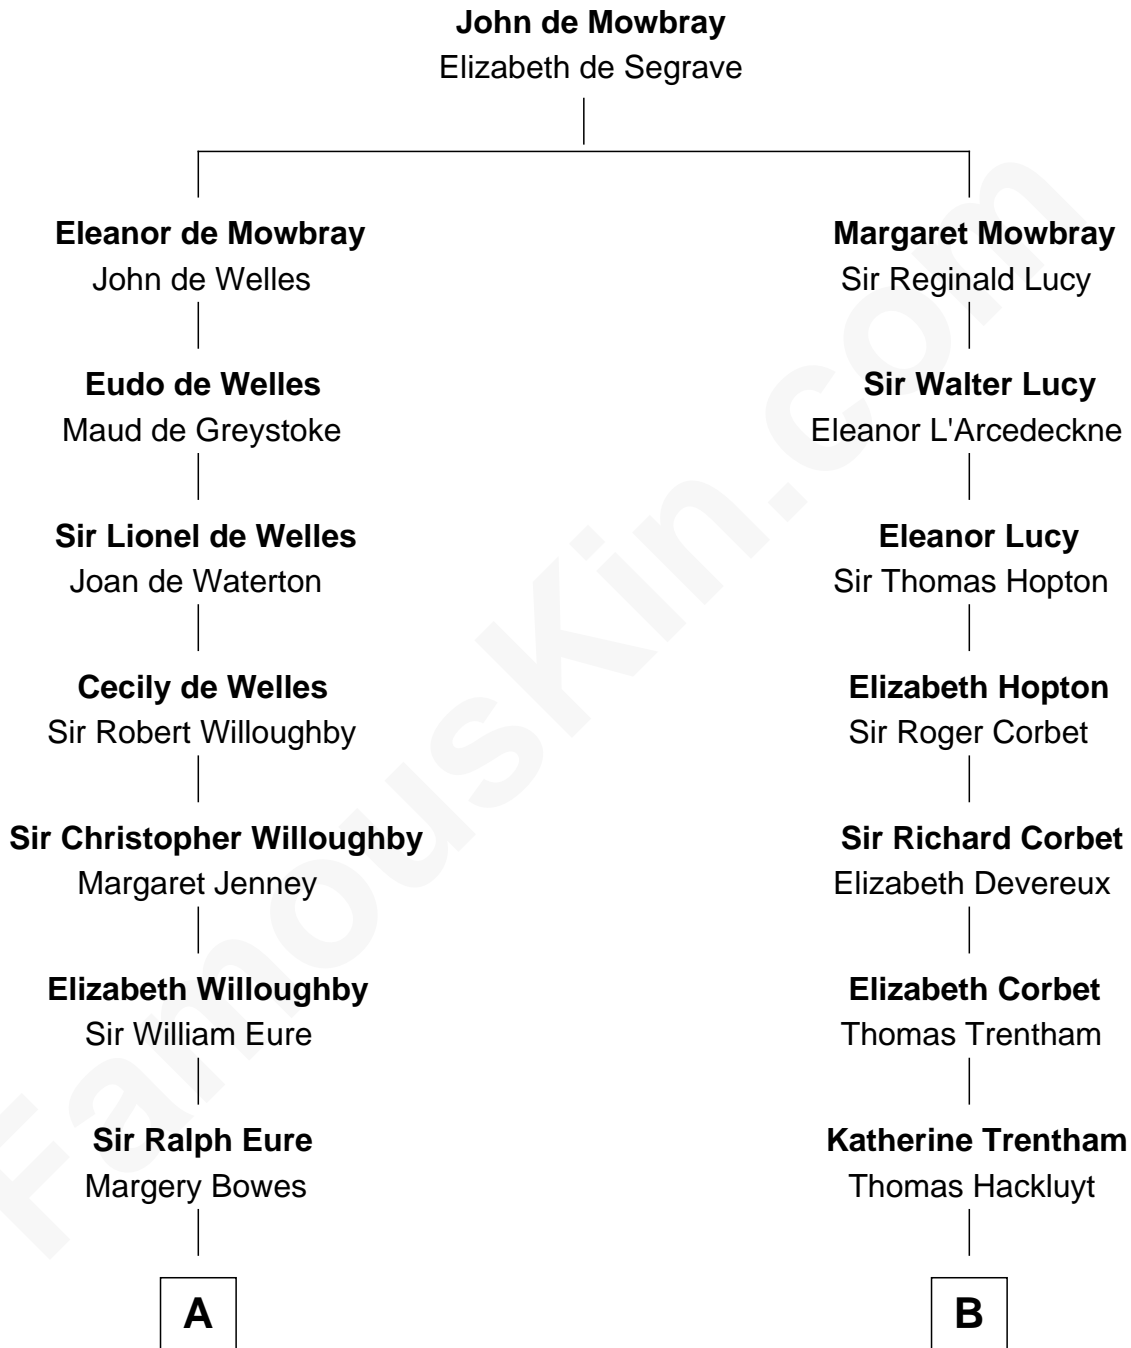 John de Mowbray
Elizabeth de Segrave
Eleanor de Mowbray
John de Welles
Eudo de Welles
Maud de Greystoke
Sir Lionel de Welles
Joan de Waterton
Cecily de Welles
Sir Robert Willoughby
Sir Christopher Willoughby
Margaret Jenney
Elizabeth Willoughby
Sir William Eure
Sir Ralph Eure
Margery Bowes
A
Margaret Mowbray
Sir Reginald Lucy
Sir Walter Lucy
Eleanor L'Arcedeckne
Eleanor Lucy
Sir Thomas Hopton
Elizabeth Hopton
Sir Roger Corbet
Sir Richard Corbet
Elizabeth Devereux
Elizabeth Corbet
Thomas Trentham
Katherine Trentham
Thomas Hackluyt
B
FamousKin.com